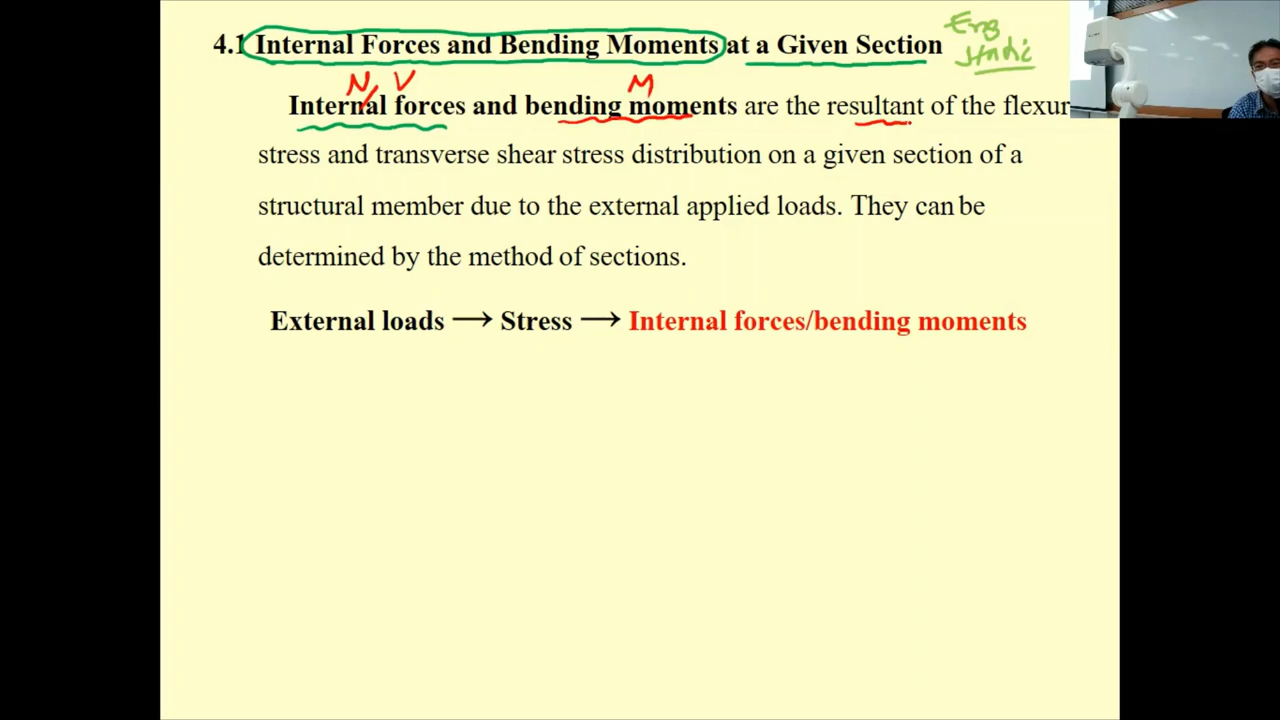 4.1 Internal Forces and Bending Moments at a Given Section
Eng
static
N, V
M
Internal forces and bending moments are the resultant of the flexur
stress and transverse shear stress distribution on a given section of a
structural member due to the external applied loads. They can be
determined by the method of sections.
External loads → Stress → Internal forces/bending moments